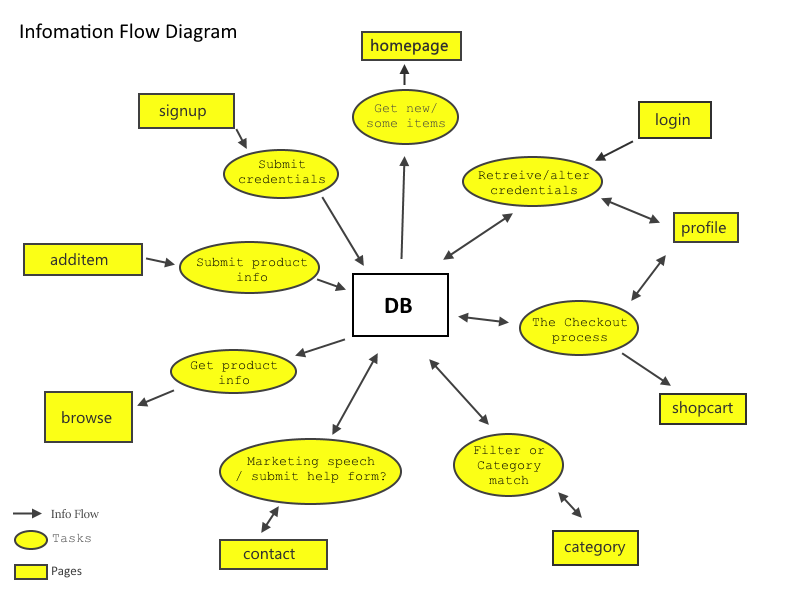 Infomation Flow Diagram
homepage
Get new/
some items
signup
login
Submit
credentials
Retreive/alter
credentials
profile
additem
Submit product
info
DB
The Checkout
process
Get product
info
shopcart
browse
Marketing speech
/ submit help form?
Filter or
Category
match
Info Flow
Tasks
contact
category
Pages